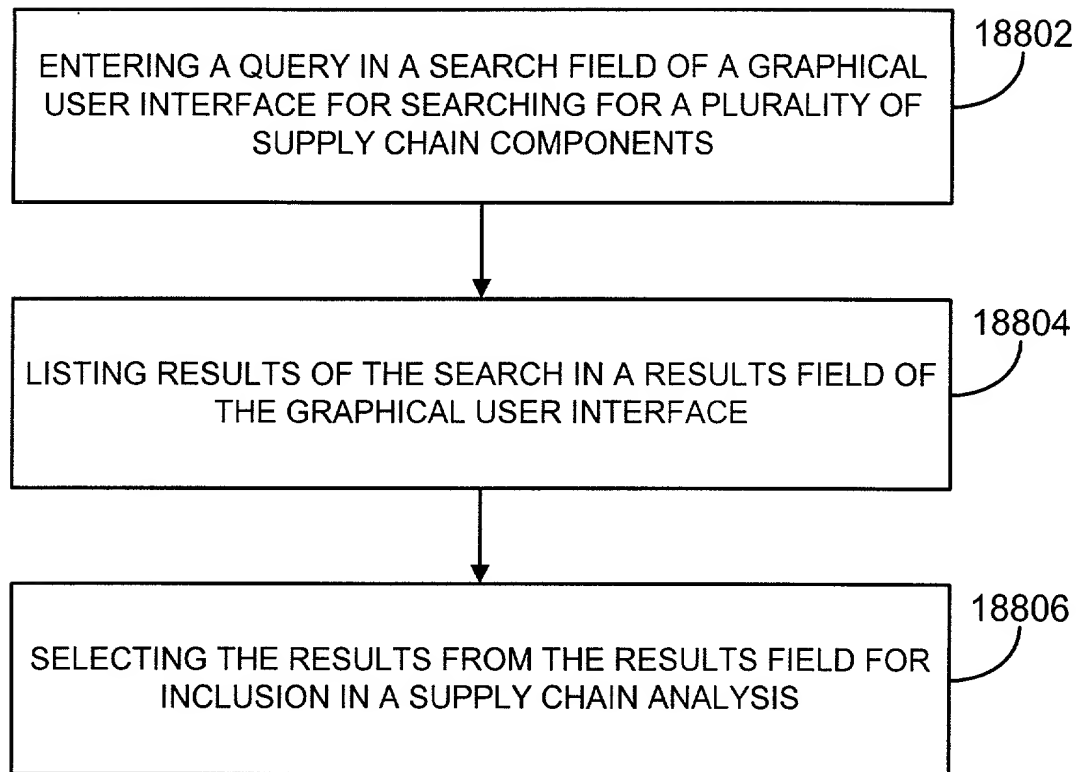 18802
ENTERING A QUERY IN A SEARCH FIELD OF A GRAPHICAL
USER INTERFACE FOR SEARCHING FOR A PLURALITY OF
SUPPLY CHAIN COMPONENTS
18804
LISTING RESULTS OF THE SEARCH IN A RESULTS FIELD OF
THE GRAPHICAL USER INTERFACE
18806
SELECTING THE RESULTS FROM THE RESULTS FIELD FOR
INCLUSION IN A SUPPLY CHAIN ANALYSIS